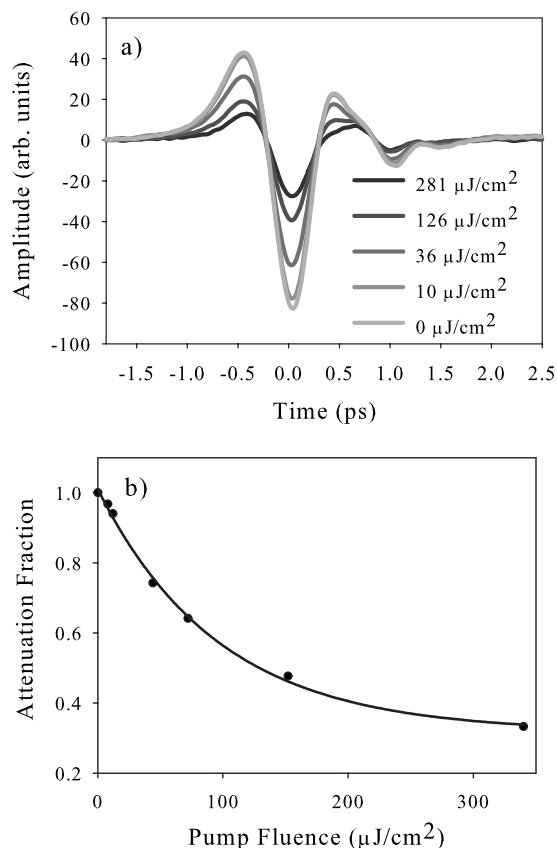 a)
Amplitude (arb. units)
60
40
20
0
-20
-40
-60
-80
-100
281 μJ/cm2
126 μJ/cm2
36 μJ/cm2
10 μJ/cm2
0 μJ/cm2
-1.5 -1.0 -0.5 0.0 0.5 1.0 1.5 2.0 2.5
Time (ps)
b)
Attenuation Fraction
1.0
0.8
0.6
0.4
0.2
0 100 200 300
Pump Fluence (μJ/cm2)